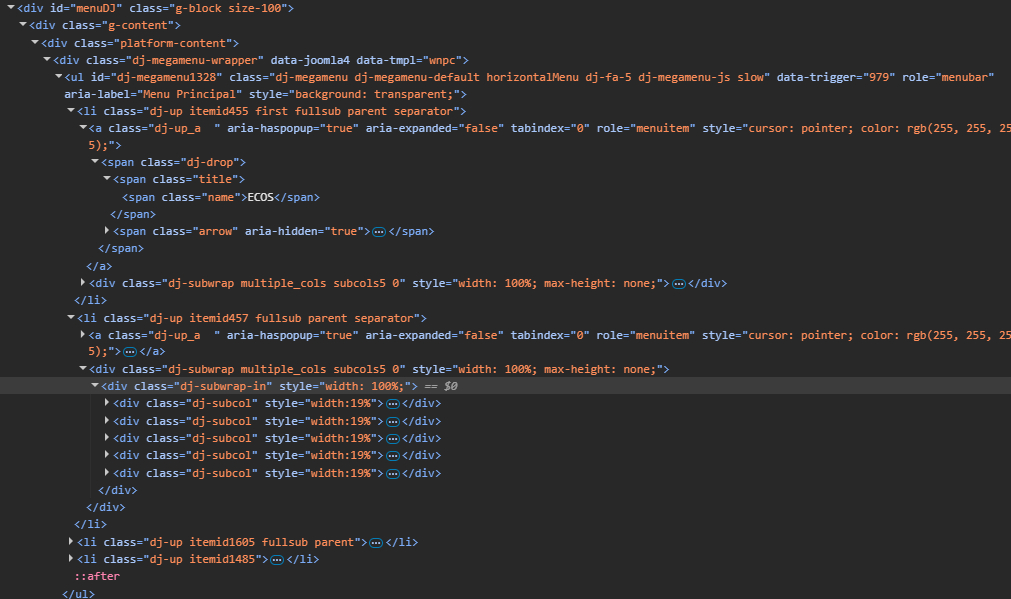 <div id="menuDJ" class="g-block size-100">
<div class="g-content">
<div class="platform-content">
<div class="dj-megamenu-wrapper" data-joomla4 data-tmpl="wnpc">
<ul id="dj-megamenu1328" class="dj-megamenu dj-megamenu-default horizontalMenu dj-fa-5 dj-megamenu-js slow" data-trigger="979" role="menubar"
aria-label="Menu Principal" style="background: transparent;">
<li class="dj-up itemid455 first fullsub parent separator">
<a class="dj-up_a  " aria-haspopup="true" aria-expanded="false" tabindex="0" role="menuitem" style="cursor: pointer; color: rgb(255, 255, 25
5);">
<span class="dj-drop">
<span class="title">
<span class="name">ECOS</span>
</span>
<span class="arrow" aria-hidden="true">…</span>
</span>
</a>
<div class="dj-subwrap multiple_cols subcols5 0" style="width: 100%; max-height: none;">…</div>
</li>
<li class="dj-up itemid457 fullsub parent separator">
<a class="dj-up_a  " aria-haspopup="true" aria-expanded="false" tabindex="0" role="menuitem" style="cursor: pointer; color: rgb(255, 255, 25
5);">…</a>
<div class="dj-subwrap multiple_cols subcols5 0" style="width: 100%; max-height: none;">
<div class="dj-subwrap-in" style="width: 100%;"> == $0
<div class="dj-subcol" style="width:19%">…</div>
<div class="dj-subcol" style="width:19%">…</div>
<div class="dj-subcol" style="width:19%">…</div>
<div class="dj-subcol" style="width:19%">…</div>
<div class="dj-subcol" style="width:19%">…</div>
</div>
</div>
</li>
<li class="dj-up itemid1605 fullsub parent">…</li>
<li class="dj-up itemid1485">…</li>
::after
</ul>